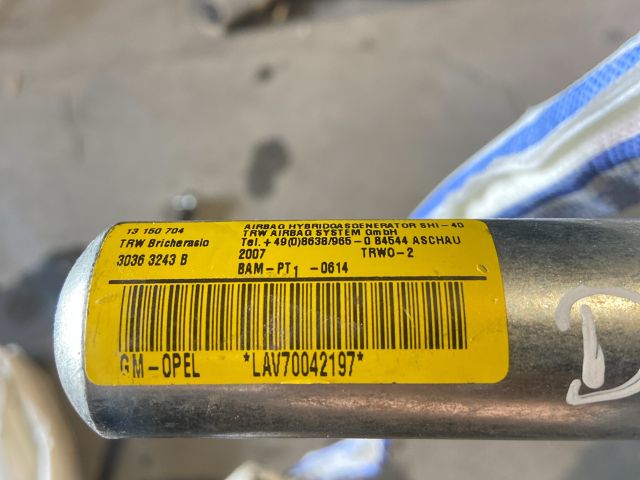 13 150 704
TRW Bricherasio
3036 3243 B
AIRBAG HYBRIDGASGENERATOR SHI-40
TRW AIRBAG SYSTEM GmbH
Tel.+49(0)8638/965-0 84544 ASCHAU
2007 TRWO-2
BAM-PT1 -0614
GM-OPEL *LAV70042197*
D